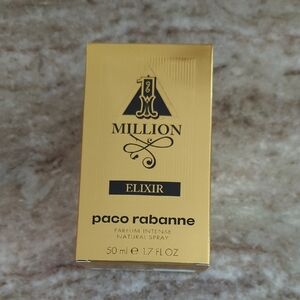 1
MILLION
ELIXIR
paco rabanne
PARFUM INTENSE
NATURAL SPRAY
50 ml ℮ 1.7 FL OZ